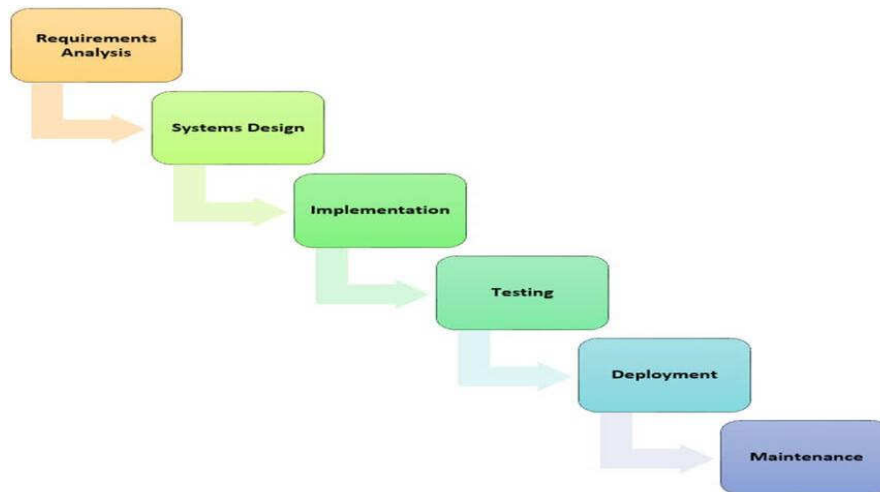 Requirements
Analysis
Systems Design
Implementation
Testing
Deployment
Maintenance